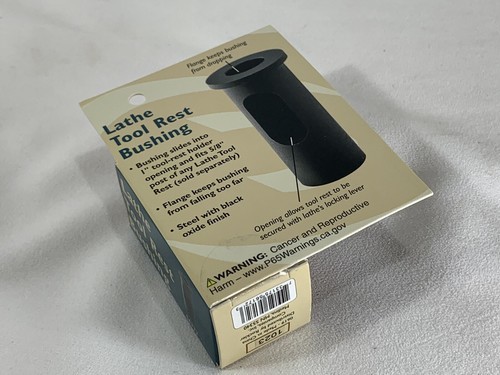 Flange keeps bushing
from dropping
Lathe
Tool Rest
Bushing
• Bushing slides into
1" tool-rest holder
opening and fits 5/8"
post of any Lathe Tool
Rest (sold separately)
• Flange keeps bushing
from falling too far
• Steel with black
oxide finish
Opening allows tool rest to be
secured with lathe's locking lever
⚠WARNING: Cancer and Reproductive
Harm – www.P65Warnings.ca.gov
Lathe Rest
1023